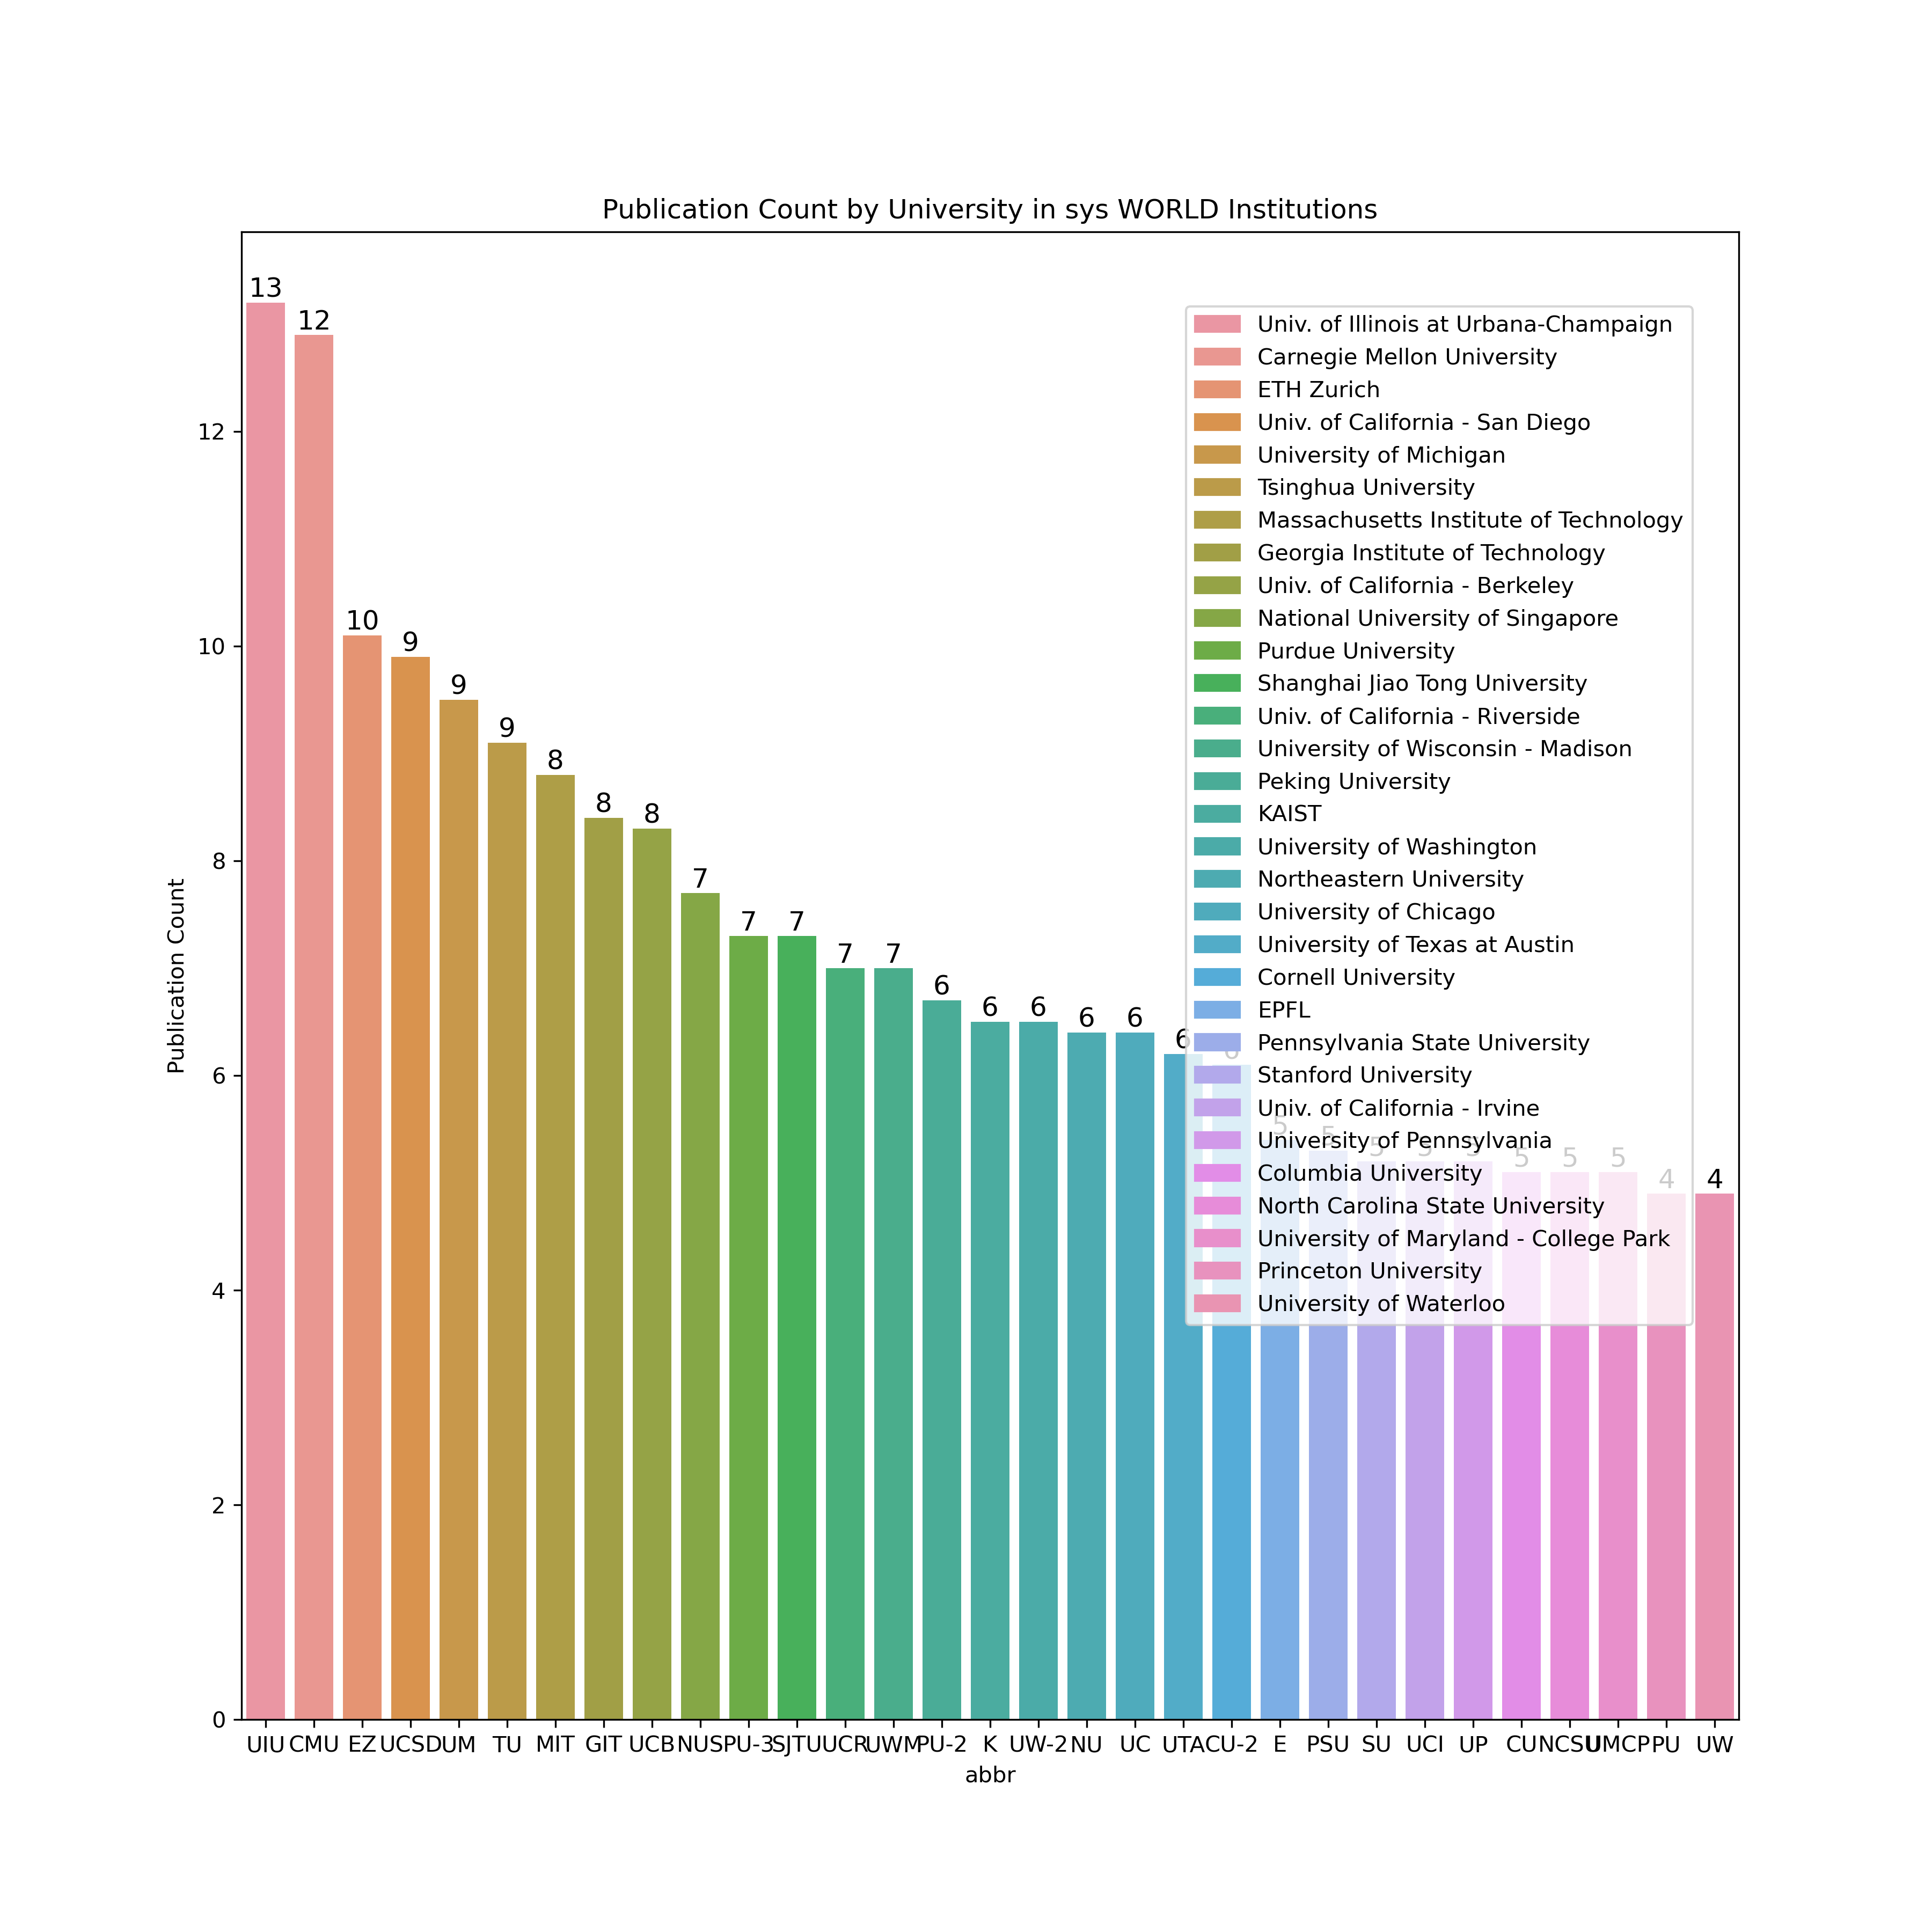 Publication Count by University in sys WORLD Institutions
13
12
10
9
9
9
8
8
8
7
7
7
7
7
6
6
6
6
6
6
6
5
5
5
5
5
5
5
5
4
4
Univ. of Illinois at Urbana-Champaign
Carnegie Mellon University
ETH Zurich
Univ. of California - San Diego
University of Michigan
Tsinghua University
Massachusetts Institute of Technology
Georgia Institute of Technology
Univ. of California - Berkeley
National University of Singapore
Purdue University
Shanghai Jiao Tong University
Univ. of California - Riverside
University of Wisconsin - Madison
Peking University
KAIST
University of Washington
Northeastern University
University of Chicago
University of Texas at Austin
Cornell University
EPFL
Pennsylvania State University
Stanford University
Univ. of California - Irvine
University of Pennsylvania
Columbia University
North Carolina State University
University of Maryland - College Park
Princeton University
University of Waterloo
Publication Count
12
10
8
6
4
2
0
UIU CMU EZ UCSD UM TU MIT GIT UCB NUS PU-3 SJTU UCR UWM PU-2 K UW-2 NU UC UTA CU-2 E PSU SU UCI UP CU NCSU UMCP PU UW
abbr